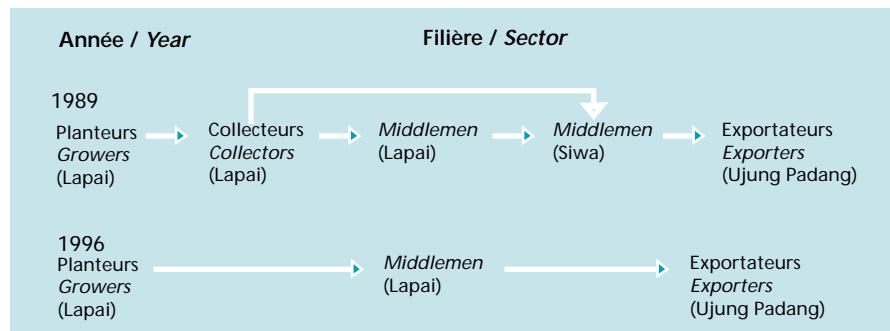 Année / Year Filière / Sector
1989
Planteurs Collecteurs Middlemen Middlemen Exportateurs
Growers Collectors (Lapai) (Siwa) Exporters
(Lapai) (Lapai) (Ujung Padang)
1996
Planteurs Middlemen Exportateurs
Growers (Lapai) Exporters
(Lapai) (Ujung Padang)